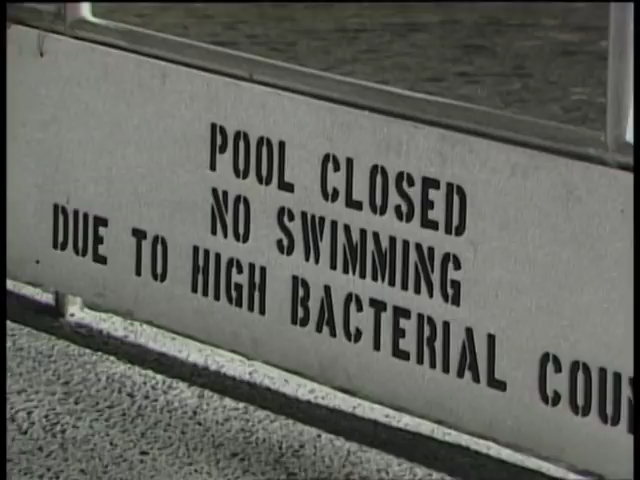 POOL CLOSED
NO SWIMMING
DUE TO HIGH BACTERIAL COU